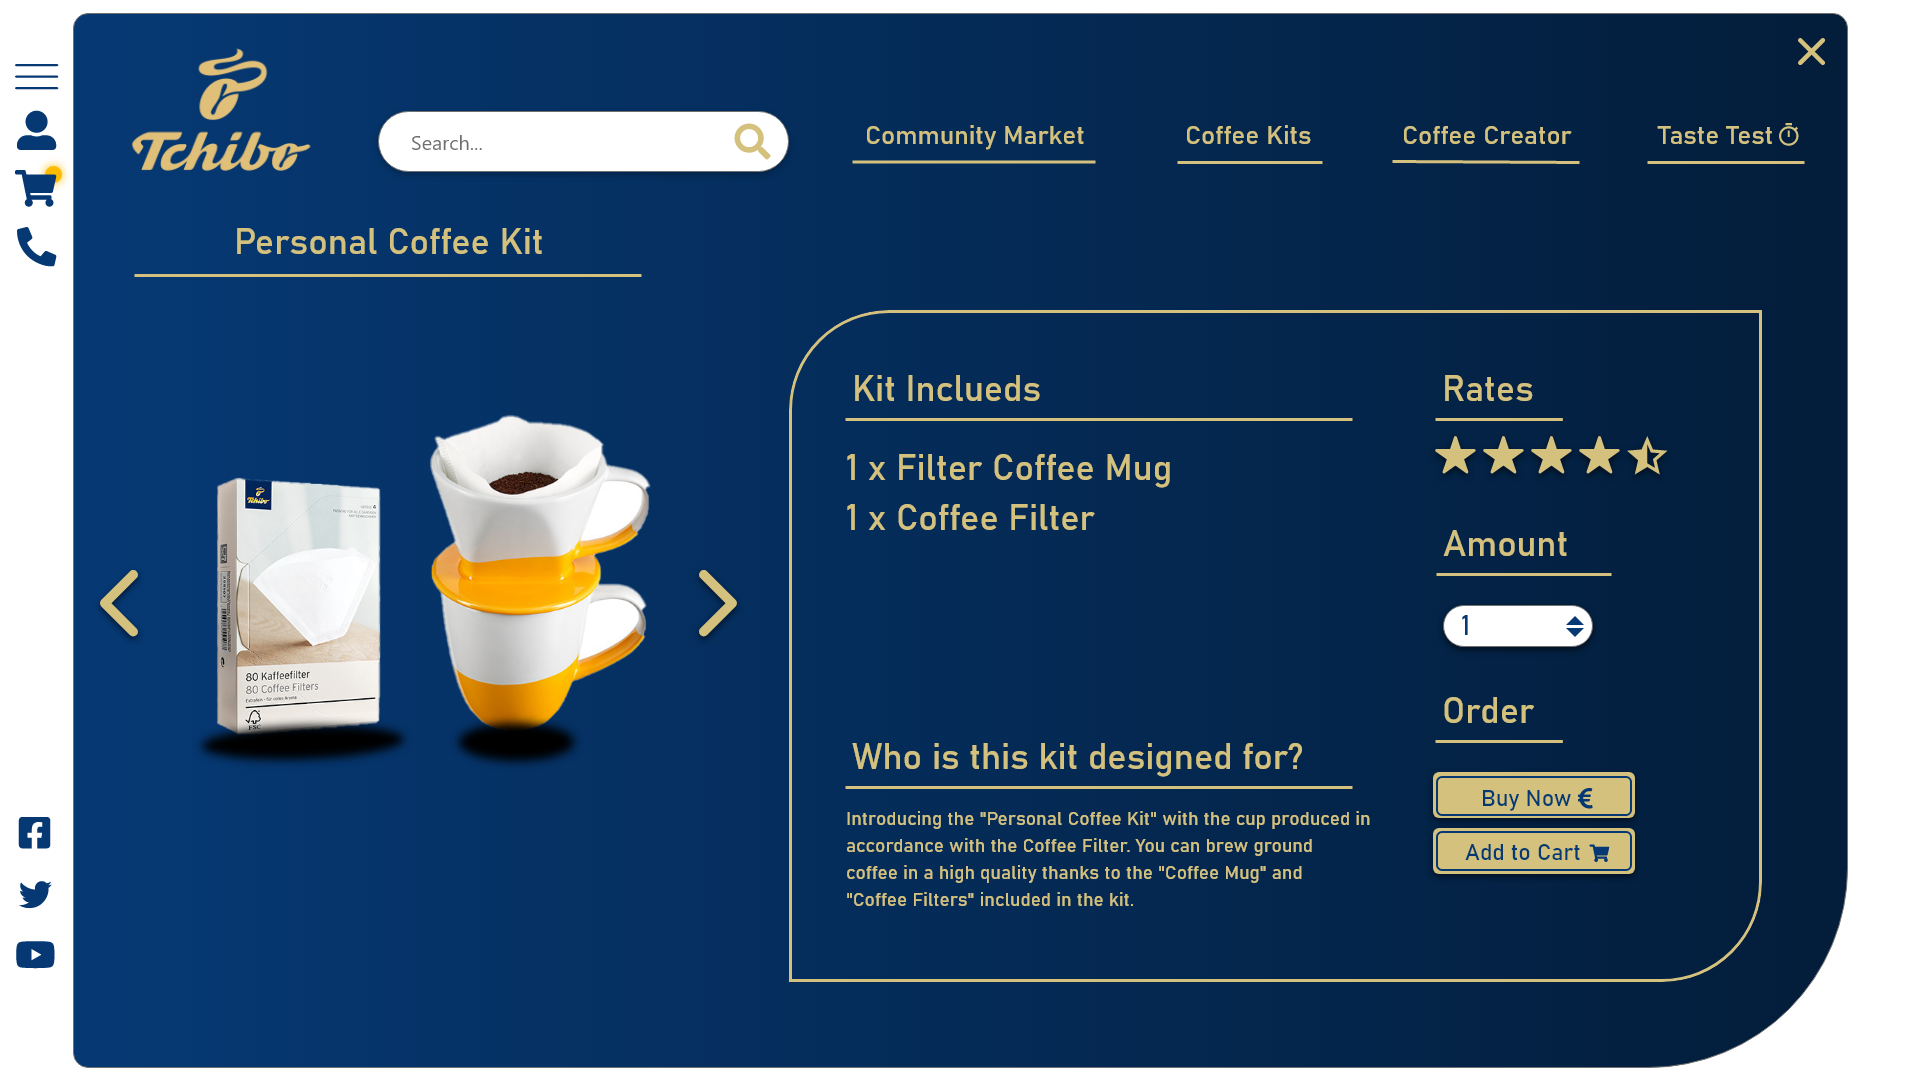 Tchibo
Search...
Community Market
Coffee Kits
Coffee Creator
Taste Test
Personal Coffee Kit
Kit Inclueds
1 x Filter Coffee Mug
1 x Coffee Filter
Rates
Amount
1
Order
Buy Now €
Add to Cart
Who is this kit designed for?
Introducing the "Personal Coffee Kit" with the cup produced in
accordance with the Coffee Filter. You can brew ground
coffee in a high quality thanks to the "Coffee Mug" and
"Coffee Filters" included in the kit.
Tchibo
80 Kaffeefilter
80 Coffee Filters
FSC